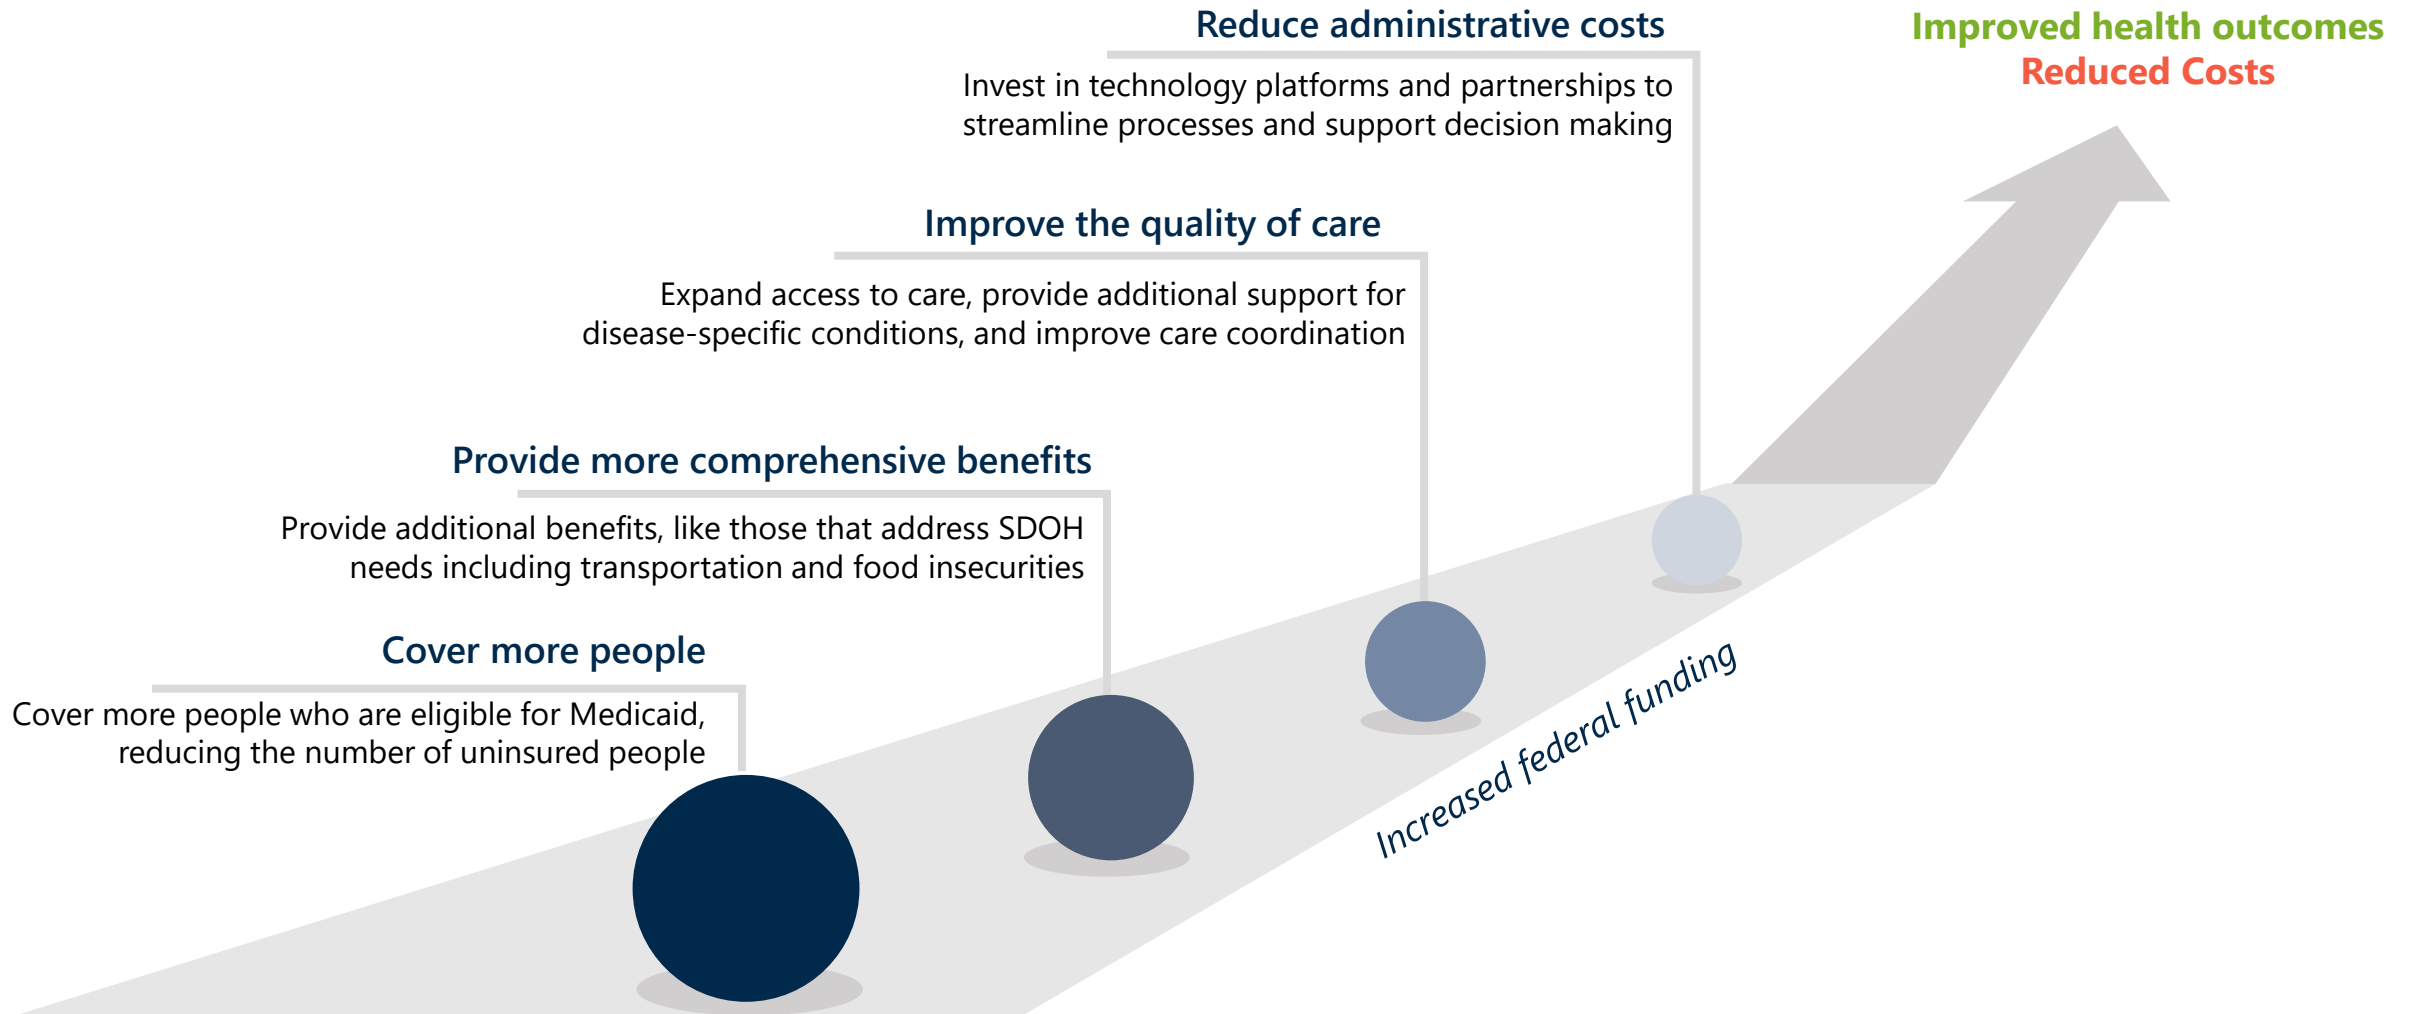 Reduce administrative costs
Invest in technology platforms and partnerships to
streamline processes and support decision making
Improved health outcomes
Reduced Costs
Improve the quality of care
Expand access to care, provide additional support for
disease-specific conditions, and improve care coordination
Provide more comprehensive benefits
Provide additional benefits, like those that address SDOH
needs including transportation and food insecurities
Cover more people
Cover more people who are eligible for Medicaid,
reducing the number of uninsured people
Increased federal funding